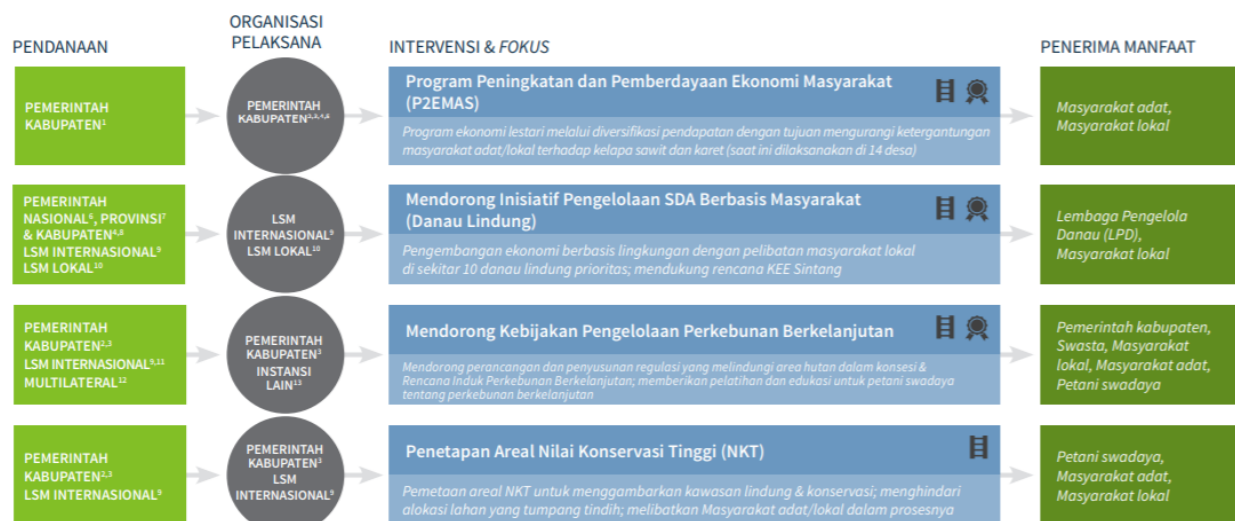 PENDANAAN
ORGANISASI
PELAKSANA
INTERVENSI & FOKUS
PENERIMA MANFAAT
PEMERINTAH
KABUPATEN¹
PEMERINTAH
KABUPATEN²,³,⁴,⁵
Program Peningkatan dan Pemberdayaan Ekonomi Masyarakat
(P2EMAS)
Program ekonomi lestari melalui diversifikasi pendapatan dengan tujuan mengurangi ketergantungan
masyarakat adat/lokal terhadap kelapa sawit dan karet (saat ini dilaksanakan di 14 desa)
Masyarakat adat,
Masyarakat lokal
PEMERINTAH
NASIONAL⁶, PROVINSI⁷
& KABUPATEN⁴,⁸
LSM INTERNASIONAL⁹
LSM LOKAL¹⁰
LSM
INTERNASIONAL⁹
LSM LOKAL¹⁰
Mendorong Inisiatif Pengelolaan SDA Berbasis Masyarakat
(Danau Lindung)
Pengembangan ekonomi berbasis lingkungan dengan pelibatan masyarakat lokal
di sekitar 10 danau lindung prioritas; mendukung rencana KEE Sintang
Lembaga Pengelola
Danau (LPD),
Masyarakat lokal
PEMERINTAH
KABUPATEN²,³
LSM INTERNASIONAL⁹,¹¹
MULTILATERAL¹²
PEMERINTAH
KABUPATEN³
INSTANSI
LAIN¹³
Mendorong Kebijakan Pengelolaan Perkebunan Berkelanjutan
Mendorong perancangan dan penyusunan regulasi yang melindungi area hutan dalam konsesi &
Rencana Induk Perkebunan Berkelanjutan; memberikan pelatihan dan edukasi untuk petani swadaya
tentang perkebunan berkelanjutan
Pemerintah kabupaten,
Swasta, Masyarakat
lokal, Masyarakat adat,
Petani swadaya
PEMERINTAH
KABUPATEN²,³
LSM INTERNASIONAL⁹
PEMERINTAH
KABUPATEN³
LSM
INTERNASIONAL⁹
Penetapan Areal Nilai Konservasi Tinggi (NKT)
Pemetaan areal NKT untuk menggambarkan kawasan lindung & konservasi; menghindari
alokasi lahan yang tumpang tindih; melibatkan Masyarakat adat/lokal dalam prosesnya
Petani swadaya,
Masyarakat adat,
Masyarakat lokal